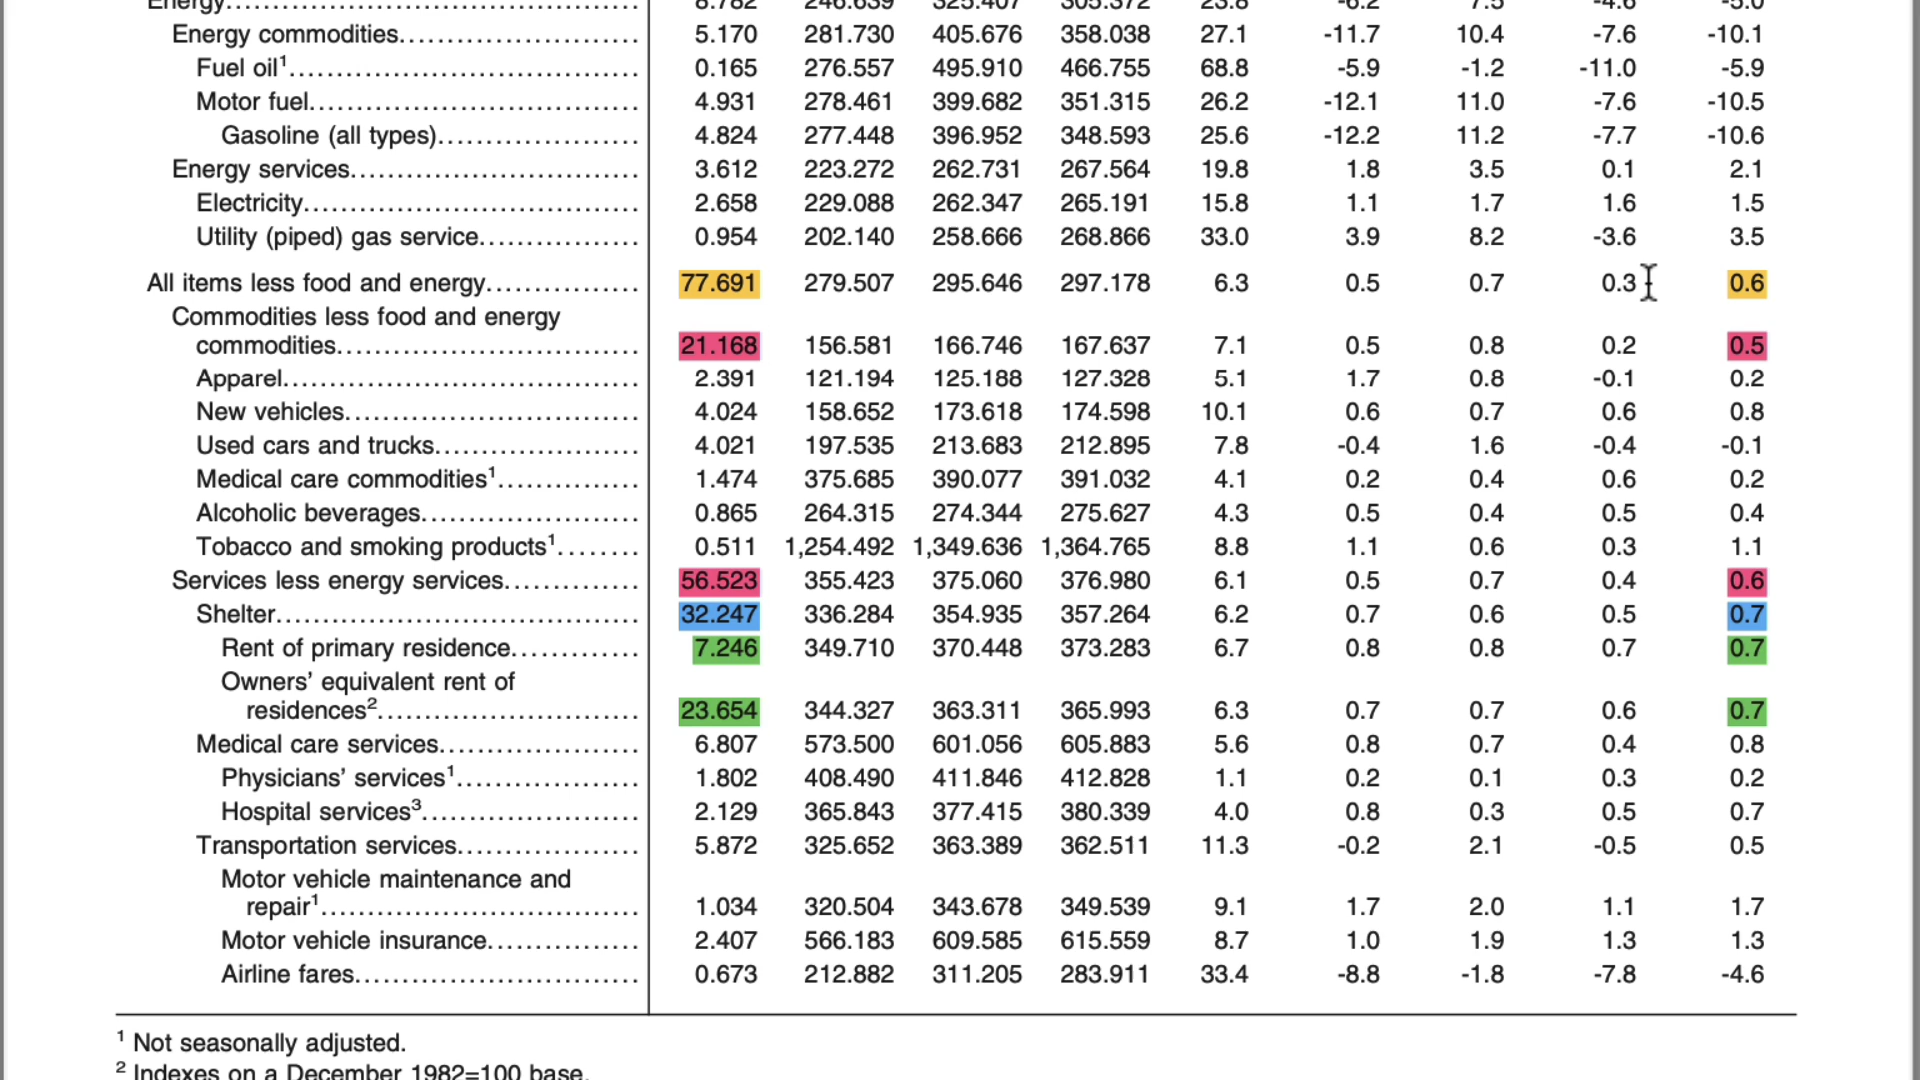 Energy 8.782 246.639 325.407 305.372 23.8 -6.2 7.5 -4.6 -5.0
Energy commodities 5.170 281.730 405.676 358.038 27.1 -11.7 10.4 -7.6 -10.1
Fuel oil¹ 0.165 276.557 495.910 466.755 68.8 -5.9 -1.2 -11.0 -5.9
Motor fuel 4.931 278.461 399.682 351.315 26.2 -12.1 11.0 -7.6 -10.5
Gasoline (all types) 4.824 277.448 396.952 348.593 25.6 -12.2 11.2 -7.7 -10.6
Energy services 3.612 223.272 262.731 267.564 19.8 1.8 3.5 0.1 2.1
Electricity 2.658 229.088 262.347 265.191 15.8 1.1 1.7 1.6 1.5
Utility (piped) gas service 0.954 202.140 258.666 268.866 33.0 3.9 8.2 -3.6 3.5
All items less food and energy 77.691 279.507 295.646 297.178 6.3 0.5 0.7 0.3 0.6
Commodities less food and energy
commodities 21.168 156.581 166.746 167.637 7.1 0.5 0.8 0.2 0.5
Apparel 2.391 121.194 125.188 127.328 5.1 1.7 0.8 -0.1 0.2
New vehicles 4.024 158.652 173.618 174.598 10.1 0.6 0.7 0.6 0.8
Used cars and trucks 4.021 197.535 213.683 212.895 7.8 -0.4 1.6 -0.4 -0.1
Medical care commodities¹ 1.474 375.685 390.077 391.032 4.1 0.2 0.4 0.6 0.2
Alcoholic beverages 0.865 264.315 274.344 275.627 4.3 0.5 0.4 0.5 0.4
Tobacco and smoking products¹ 0.511 1,254.492 1,349.636 1,364.765 8.8 1.1 0.6 0.3 1.1
Services less energy services 56.523 355.423 375.060 376.980 6.1 0.5 0.7 0.4 0.6
Shelter 32.247 336.284 354.935 357.264 6.2 0.7 0.6 0.5 0.7
Rent of primary residence 7.246 349.710 370.448 373.283 6.7 0.8 0.8 0.7 0.7
Owners’ equivalent rent of
residences² 23.654 344.327 363.311 365.993 6.3 0.7 0.7 0.6 0.7
Medical care services 6.807 573.500 601.056 605.883 5.6 0.8 0.7 0.4 0.8
Physicians’ services¹ 1.802 408.490 411.846 412.828 1.1 0.2 0.1 0.3 0.2
Hospital services³ 2.129 365.843 377.415 380.339 4.0 0.8 0.3 0.5 0.7
Transportation services 5.872 325.652 363.389 362.511 11.3 -0.2 2.1 -0.5 0.5
Motor vehicle maintenance and
repair¹ 1.034 320.504 343.678 349.539 9.1 1.7 2.0 1.1 1.7
Motor vehicle insurance 2.407 566.183 609.585 615.559 8.7 1.0 1.9 1.3 1.3
Airline fares 0.673 212.882 311.205 283.911 33.4 -8.8 -1.8 -7.8 -4.6
¹ Not seasonally adjusted.
² Indexes on a December 1982=100 base.